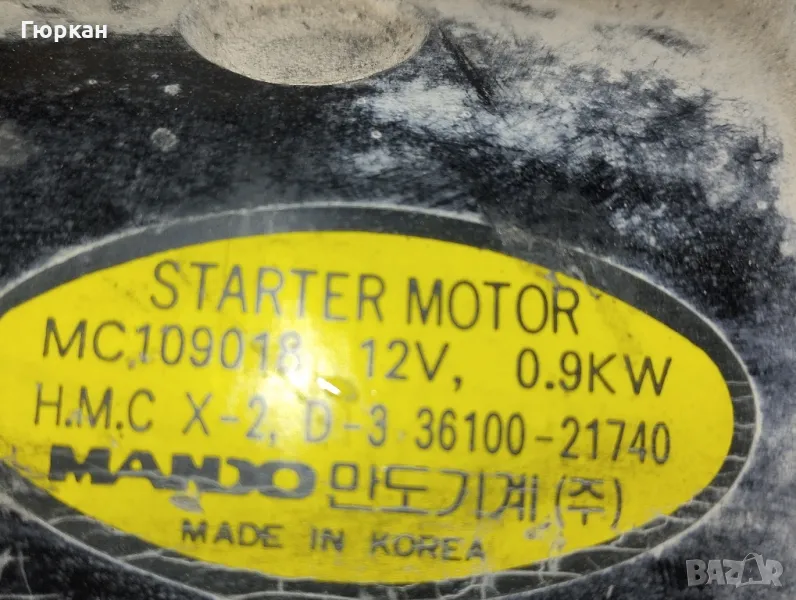 Гюркан
STARTER MOTOR
MC109018 12V, 0.9KW
H.M.C X-2, D-3 36100-21740
MANDO 만도기계(주)
MADE IN KOREA
BAZAR